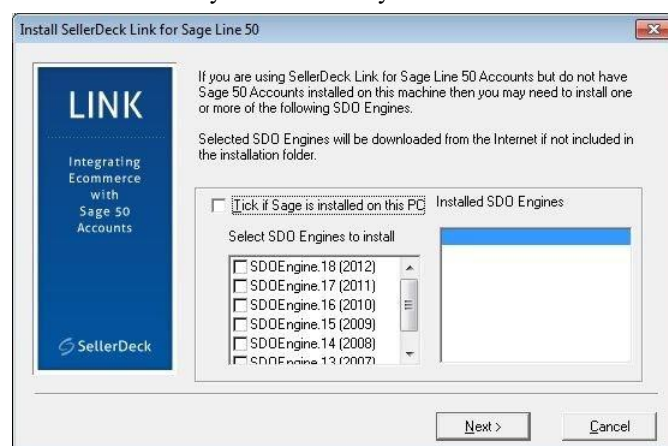 Install SellerDeck Link for Sage Line 50
LINK
Integrating
Ecommerce
with
Sage 50
Accounts
SellerDeck
If you are using SellerDeck Link for Sage Line 50 Accounts but do not have
Sage 50 Accounts installed on this machine then you may need to install one
or more of the following SDO Engines.
Selected SDO Engines will be downloaded from the Internet if not included in
the installation folder.
Tick if Sage is installed on this PC
Installed SDO Engines
Select SDO Engines to install
SDOEngine.18 (2012)
SDOEngine.17 (2011)
SDOEngine.16 (2010)
SDOEngine.15 (2009)
SDOEngine.14 (2008)
SDOEngine.13 (2007)
Next >
Cancel